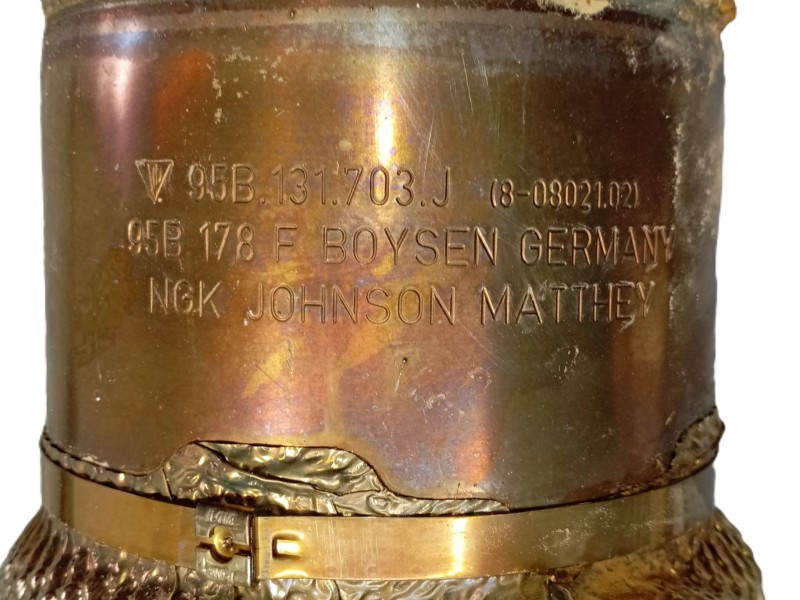 95B.131.703.J (8-08021.02)
95B 178 F BOYSEN GERMANY
NGK JOHNSON MATTHEY